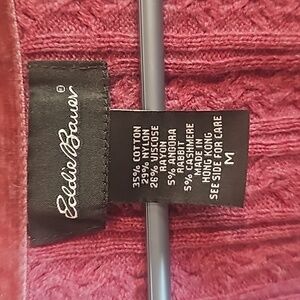 Eddie Bauer®
35% COTTON
29% NYLON
26% VISCOSE
RAYON
5% ANGORA
RABBIT
5% CASHMERE
MADE IN
HONG KONG
SEE SIDE FOR CARE
M